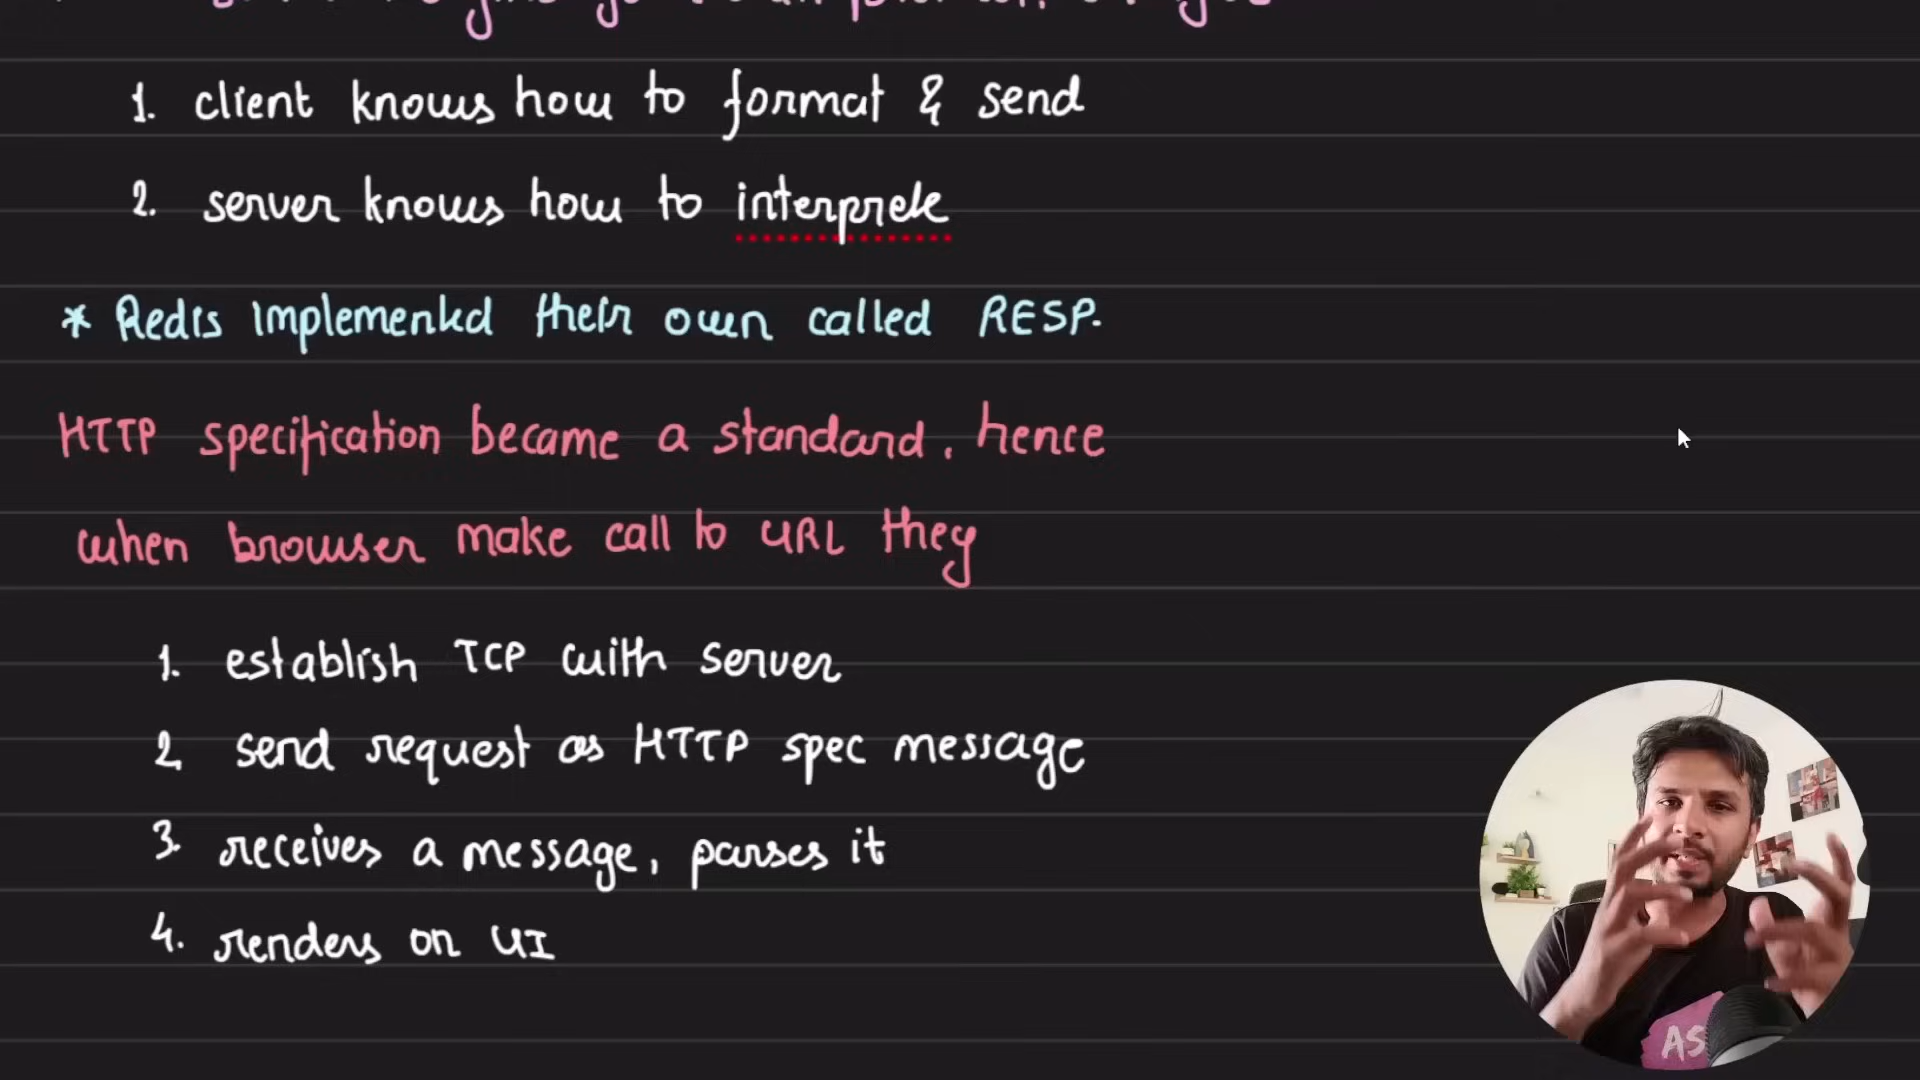 1. client knows how to format & send
2. server knows how to interprete
* Redis implemented their own called RESP.
HTTP specification became a standard, hence
when browser make call to URL they
1. establish TCP with server
2. send request as HTTP spec message
3. receives a message, parses it
4. renders on UI
AS